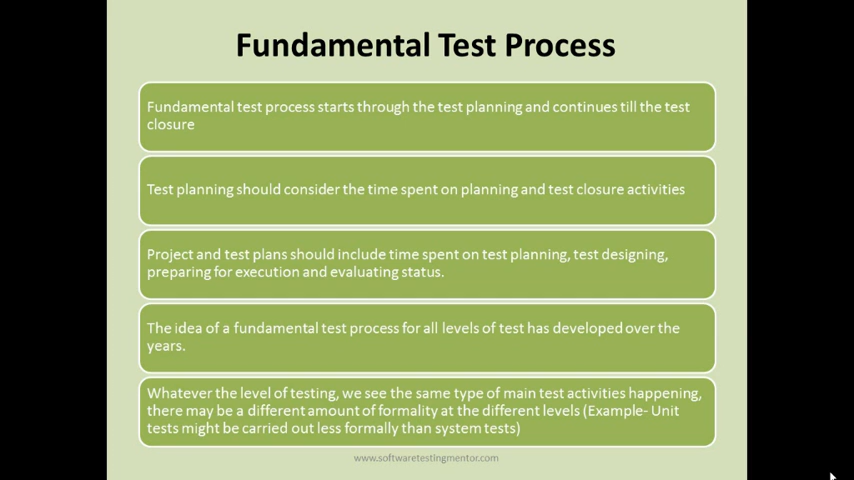 Fundamental Test Process
Fundamental test process starts through the test planning and continues till the test
closure
Test planning should consider the time spent on planning and test closure activities
Project and test plans should include time spent on test planning, test designing,
preparing for execution and evaluating status.
The idea of a fundamental test process for all levels of test has developed over the
years.
Whatever the level of testing, we see the same type of main test activities happening,
there may be a different amount of formality at the different levels (Example- Unit
tests might be carried out less formally than system tests)
www.softwaretestingmentor.com